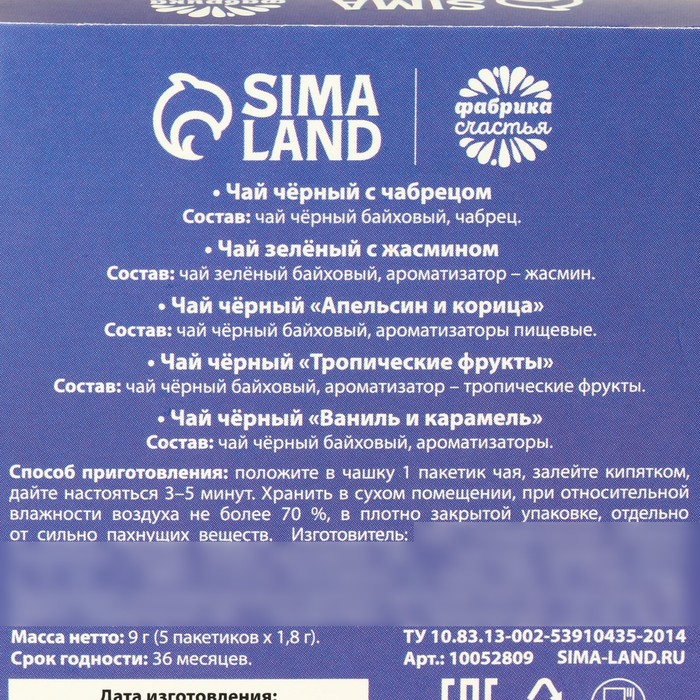 SIMA
фабрика
SIMA LAND
фабрика
счастья
• Чай чёрный с чабрецом
Состав: чай чёрный байховый, чабрец.
• Чай зелёный с жасмином
Состав: чай зелёный байховый, ароматизатор – жасмин.
• Чай чёрный «Апельсин и корица»
Состав: чай чёрный байховый, ароматизаторы пищевые.
• Чай чёрный «Тропические фрукты»
Состав: чай чёрный байховый, ароматизатор – тропические фрукты.
• Чай чёрный «Ваниль и карамель»
Состав: чай чёрный байховый, ароматизаторы.
Способ приготовления: положите в чашку 1 пакетик чая, залейте кипятком,
дайте настояться 3–5 минут. Хранить в сухом помещении, при относительной
влажности воздуха не более 70 %, в плотно закрытой упаковке, отдельно
от сильно пахнущих веществ. Изготовитель:
Масса нетто: 9 г (5 пакетиков х 1,8 г).
Срок годности: 36 месяцев.
ТУ 10.83.13-002-53910435-2014
Арт.: 10052809 SIMA-LAND.RU
Дата изготовления:
ЕАС